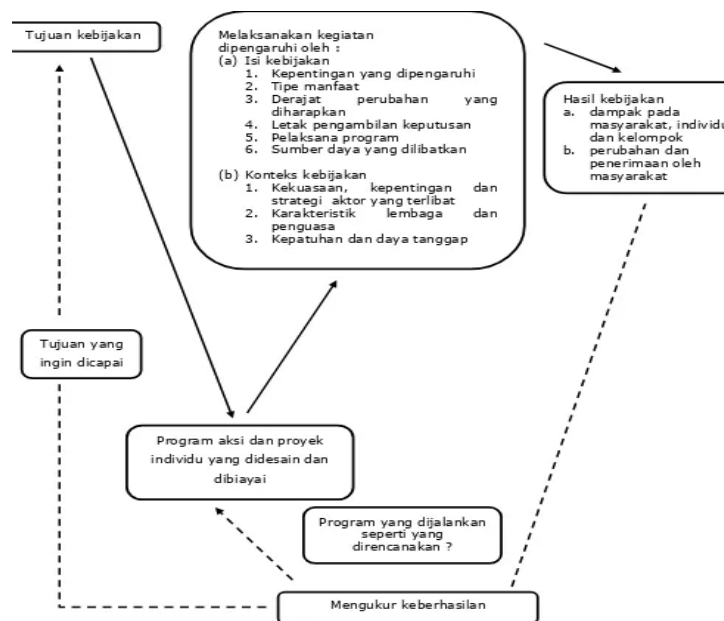 Tujuan kebijakan
Melaksanakan kegiatan
dipengaruhi oleh :
(a) Isi kebijakan
1. Kepentingan yang dipengaruhi
2. Tipe manfaat
3. Derajat perubahan yang
diharapkan
4. Letak pengambilan keputusan
5. Pelaksana program
6. Sumber daya yang dilibatkan
(b) Konteks kebijakan
1. Kekuasaan, kepentingan dan
strategi aktor yang terlibat
2. Karakteristik lembaga dan
penguasa
3. Kepatuhan dan daya tanggap
Hasil kebijakan
a. dampak pada
masyarakat, individu
dan kelompok
b. perubahan dan
penerimaan oleh
masyarakat
Tujuan yang
ingin dicapai
Program aksi dan proyek
individu yang didesain dan
dibiayai
Program yang dijalankan
seperti yang
direncanakan ?
Mengukur keberhasilan